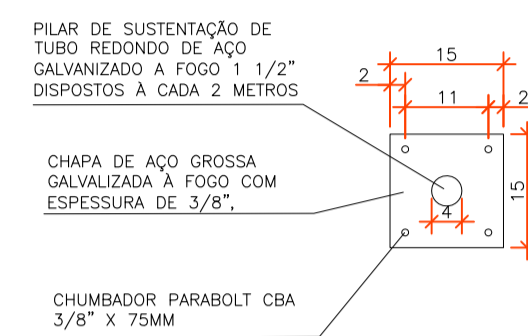 PILAR DE SUSTENTAÇÃO DE
TUBO REDONDO DE AÇO
GALVANIZADO A FOGO 1 1/2"
DISPOSTOS À CADA 2 METROS
CHAPA DE AÇO GROSSA
GALVALIZADA À FOGO COM
ESPESSURA DE 3/8",
CHUMBADOR PARABOLT CBA
3/8" X 75MM
15
2
11
2
15
4